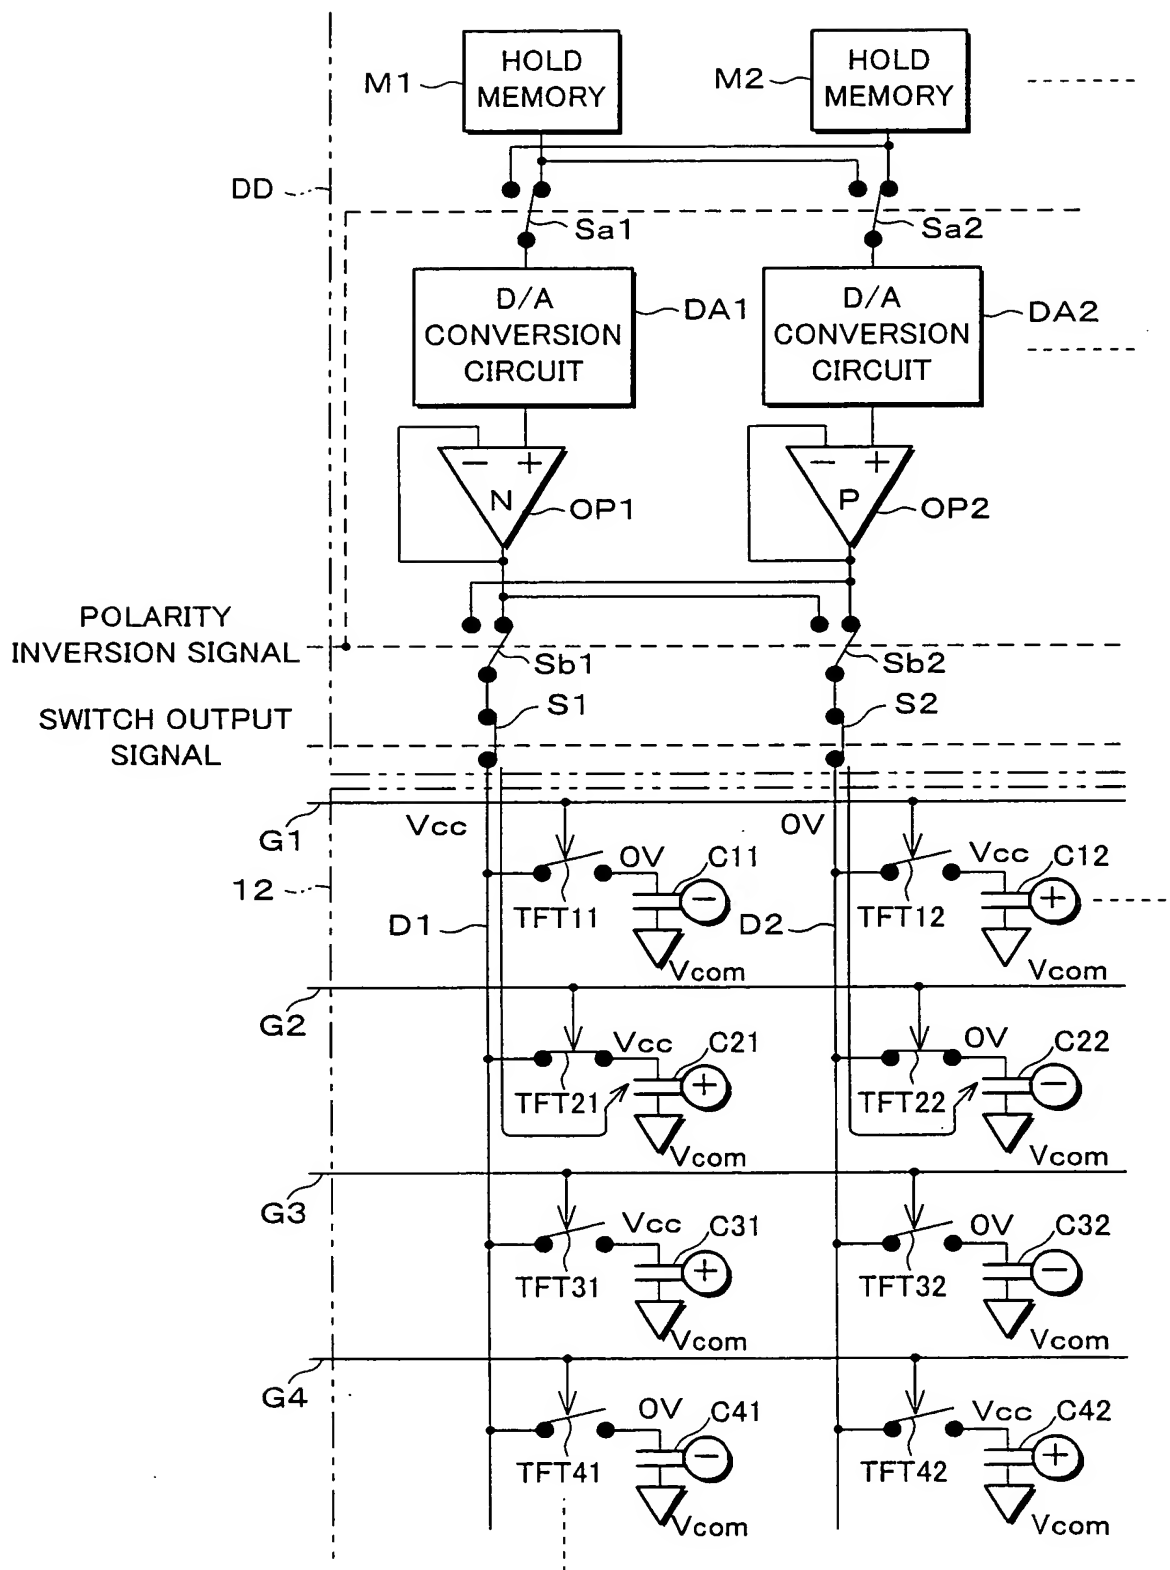 HOLD
MEMORY
M1
HOLD
MEMORY
M2
DD
Sa1
Sa2
D/A
CONVERSION
CIRCUIT
DA1
D/A
CONVERSION
CIRCUIT
DA2
− +
N
OP1
− +
P
OP2
POLARITY
INVERSION SIGNAL
Sb1
Sb2
SWITCH OUTPUT
SIGNAL
S1
S2
G1
Vcc
0V
12
0V
C11
−
TFT11
Vcom
D1
Vcc
C12
+
TFT12
Vcom
D2
G2
Vcc
C21
+
TFT21
Vcom
0V
C22
−
TFT22
Vcom
G3
Vcc
C31
+
TFT31
Vcom
0V
C32
−
TFT32
Vcom
G4
0V
C41
−
TFT41
Vcom
Vcc
C42
+
TFT42
Vcom